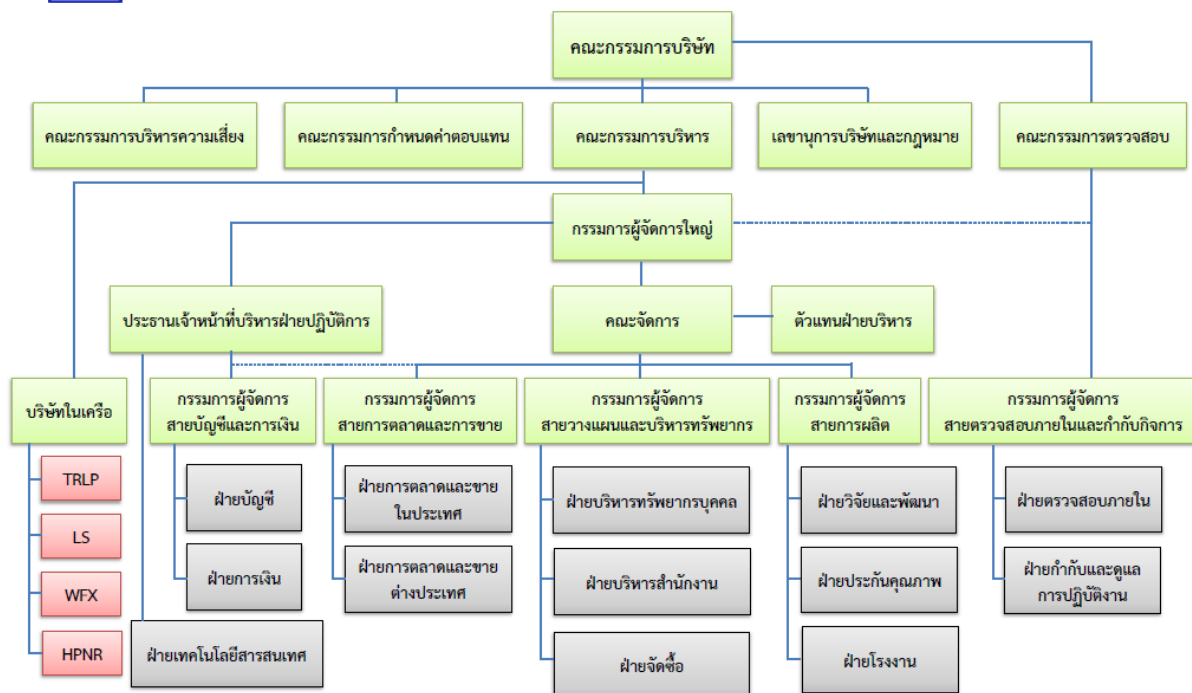 คณะกรรมการบริษัท
คณะกรรมการบริหารความเสี่ยง
คณะกรรมการกำหนดค่าตอบแทน
คณะกรรมการบริหาร
เลขานุการบริษัทและกฎหมาย
คณะกรรมการตรวจสอบ
กรรมการผู้จัดการใหญ่
ประธานเจ้าหน้าที่บริหารฝ่ายปฏิบัติการ
คณะจัดการ
ตัวแทนฝ่ายบริหาร
บริษัทในเครือ
TRLP
LS
WFX
HPNR
กรรมการผู้จัดการ
สายบัญชีและการเงิน
ฝ่ายบัญชี
ฝ่ายการเงิน
ฝ่ายเทคโนโลยีสารสนเทศ
กรรมการผู้จัดการ
สายการตลาดและการขาย
ฝ่ายการตลาดและขาย
ในประเทศ
ฝ่ายการตลาดและขาย
ต่างประเทศ
กรรมการผู้จัดการ
สายวางแผนและบริหารทรัพยากร
ฝ่ายบริหารทรัพยากรบุคคล
ฝ่ายบริหารสำนักงาน
ฝ่ายจัดซื้อ
กรรมการผู้จัดการ
สายการผลิต
ฝ่ายวิจัยและพัฒนา
ฝ่ายประกันคุณภาพ
ฝ่ายโรงงาน
กรรมการผู้จัดการ
สายตรวจสอบภายในและกำกับกิจการ
ฝ่ายตรวจสอบภายใน
ฝ่ายกำกับและดูแล
การปฏิบัติงาน